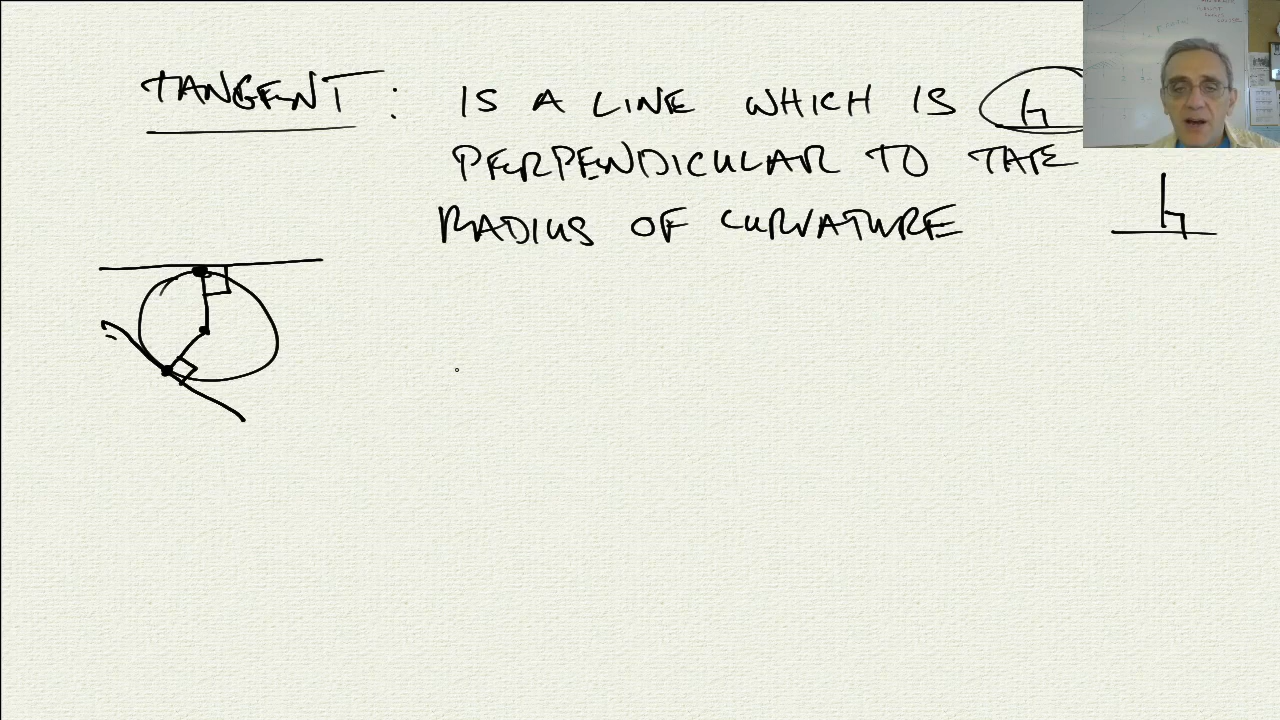 TANGENT : IS A LINE WHICH IS
PERPENDICULAR TO THE
RADIUS OF CURVATURE